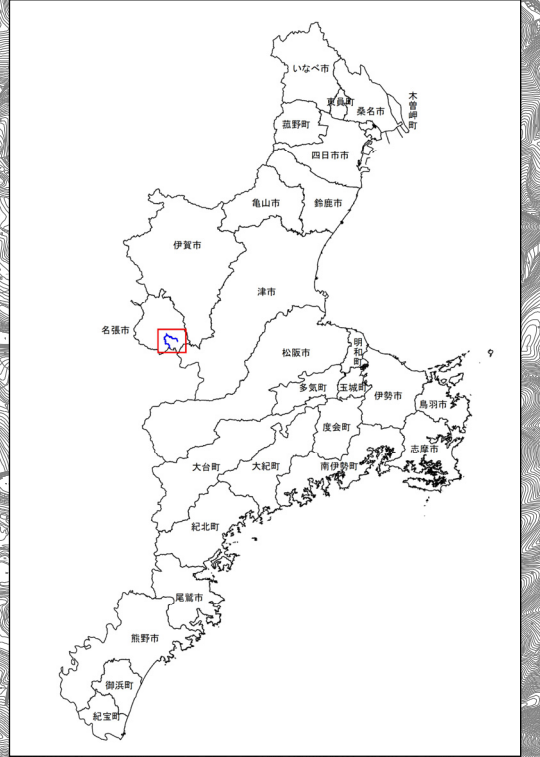 いなべ市
東員町
桑名市
木曽岬町
菰野町
四日市市
亀山市
鈴鹿市
伊賀市
津市
名張市
松阪市
明和町
多気町
玉城町
伊勢市
鳥羽市
度会町
志摩市
大台町
大紀町
南伊勢町
紀北町
尾鷲市
熊野市
御浜町
紀宝町